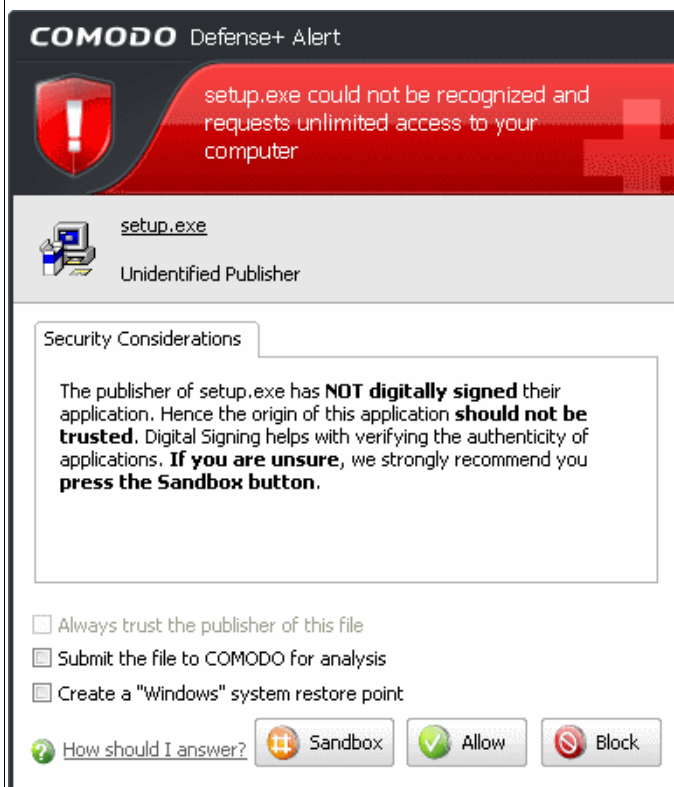 COMODO Defense+ Alert
setup.exe could not be recognized and
requests unlimited access to your
computer
setup.exe
Unidentified Publisher
Security Considerations
The publisher of setup.exe has NOT digitally signed their
application. Hence the origin of this application should not be
trusted. Digital Signing helps with verifying the authenticity of
applications. If you are unsure, we strongly recommend you
press the Sandbox button.
Always trust the publisher of this file
Submit the file to COMODO for analysis
Create a "Windows" system restore point
How should I answer? Sandbox Allow Block